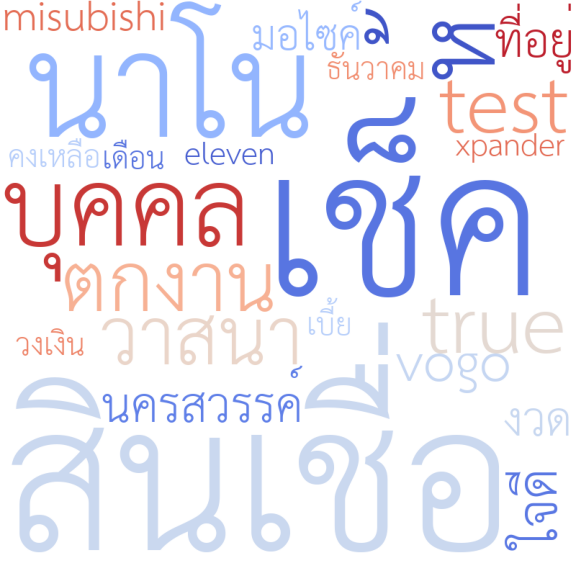 misubishi
นาโน
มอไซค์
ธันวาคม
ที่อยู่
test
xpander
คงเหลือ
เดือน
eleven
เช็ค
บุคคล
ตกงาน
วาสนา
เบี้ย
วงเงิน
true
vogo
สินเชื่อ
นครสวรรค์
งวด
ใจดี